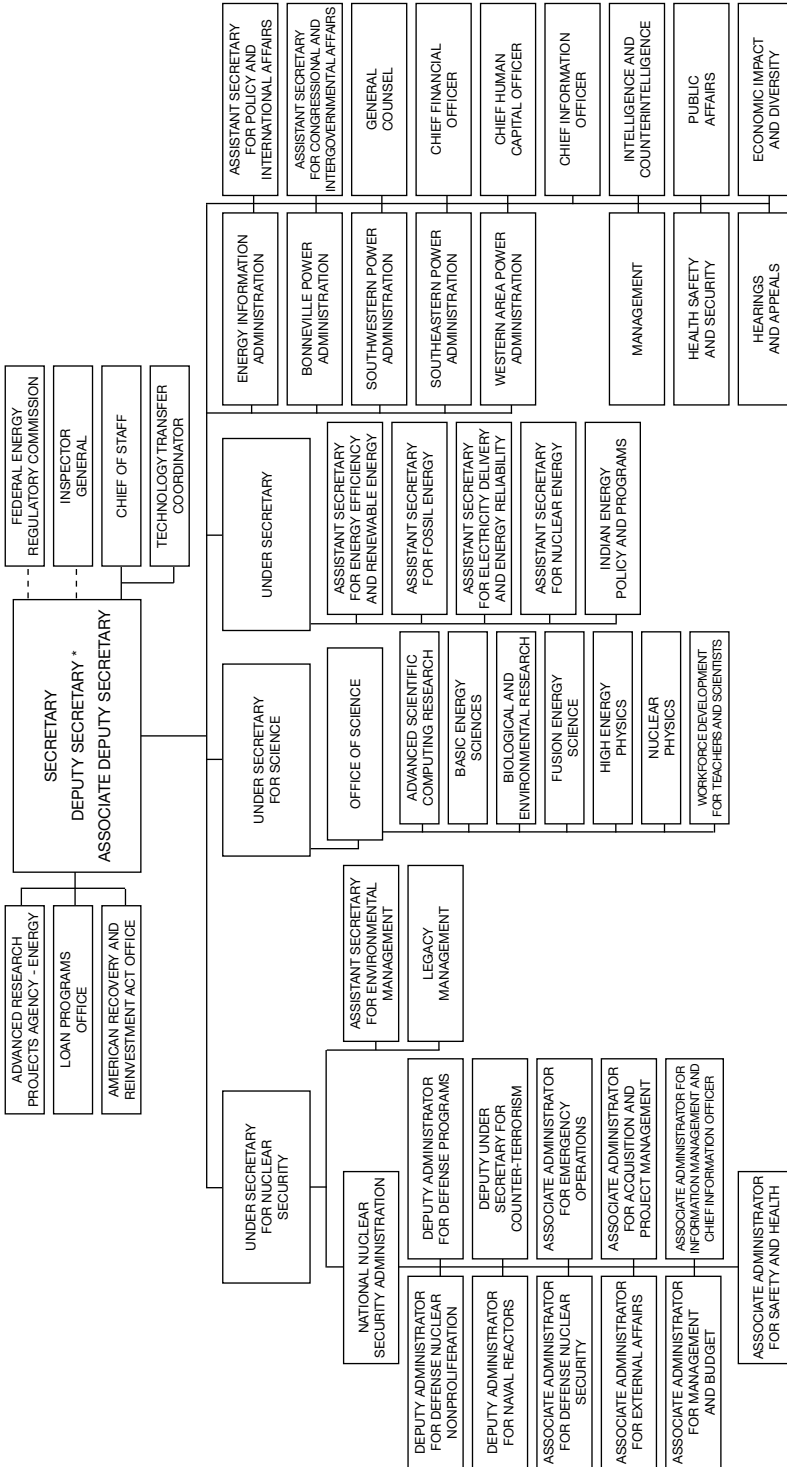 SECRETARY
DEPUTY SECRETARY *
ASSOCIATE DEPUTY SECRETARY
FEDERAL ENERGY
REGULATORY COMMISSION
INSPECTOR
GENERAL
CHIEF OF STAFF
TECHNOLOGY TRANSFER
COORDINATOR
ADVANCED RESEARCH
PROJECTS AGENCY - ENERGY
LOAN PROGRAMS
OFFICE
AMERICAN RECOVERY AND
REINVESTMENT ACT OFFICE
UNDER SECRETARY
FOR NUCLEAR
SECURITY
NATIONAL NUCLEAR
SECURITY ADMINISTRATION
DEPUTY ADMINISTRATOR
FOR DEFENSE NUCLEAR
NONPROLIFERATION
DEPUTY ADMINISTRATOR
FOR DEFENSE PROGRAMS
DEPUTY ADMINISTRATOR
FOR NAVAL REACTORS
DEPUTY UNDER
SECRETARY FOR
COUNTER-TERRORISM
ASSOCIATE ADMINISTRATOR
FOR DEFENSE NUCLEAR
SECURITY
ASSOCIATE ADMINISTRATOR
FOR EMERGENCY
OPERATIONS
ASSOCIATE ADMINISTRATOR
FOR EXTERNAL AFFAIRS
ASSOCIATE ADMINISTRATOR
FOR ACQUISITION AND
PROJECT MANAGEMENT
ASSOCIATE ADMINISTRATOR
FOR MANAGEMENT
AND BUDGET
ASSOCIATE ADMINISTRATOR FOR
INFORMATION MANAGEMENT AND
CHIEF INFORMATION OFFICER
ASSOCIATE ADMINISTRATOR
FOR SAFETY AND HEALTH
ASSISTANT SECRETARY
FOR ENVIRONMENTAL
MANAGEMENT
LEGACY
MANAGEMENT
UNDER SECRETARY
FOR SCIENCE
OFFICE OF SCIENCE
ADVANCED SCIENTIFIC
COMPUTING RESEARCH
BASIC ENERGY
SCIENCES
BIOLOGICAL AND
ENVIRONMENTAL RESEARCH
FUSION ENERGY
SCIENCE
HIGH ENERGY
PHYSICS
NUCLEAR
PHYSICS
WORKFORCE DEVELOPMENT
FOR TEACHERS AND SCIENTISTS
UNDER SECRETARY
ASSISTANT SECRETARY
FOR ENERGY EFFICIENCY
AND RENEWABLE ENERGY
ASSISTANT SECRETARY
FOR FOSSIL ENERGY
ASSISTANT SECRETARY
FOR ELECTRICITY DELIVERY
AND ENERGY RELIABILITY
ASSISTANT SECRETARY
FOR NUCLEAR ENERGY
INDIAN ENERGY
POLICY AND PROGRAMS
ENERGY INFORMATION
ADMINISTRATION
BONNEVILLE POWER
ADMINISTRATION
SOUTHWESTERN POWER
ADMINISTRATION
SOUTHEASTERN POWER
ADMINISTRATION
WESTERN AREA POWER
ADMINISTRATION
MANAGEMENT
HEALTH SAFETY
AND SECURITY
HEARINGS
AND APPEALS
ASSISTANT SECRETARY
FOR POLICY AND
INTERNATIONAL AFFAIRS
ASSISTANT SECRETARY
FOR CONGRESSIONAL AND
INTERGOVERNMENTAL AFFAIRS
GENERAL
COUNSEL
CHIEF FINANCIAL
OFFICER
CHIEF HUMAN
CAPITAL OFFICER
CHIEF INFORMATION
OFFICER
INTELLIGENCE AND
COUNTERINTELLIGENCE
PUBLIC
AFFAIRS
ECONOMIC IMPACT
AND DIVERSITY